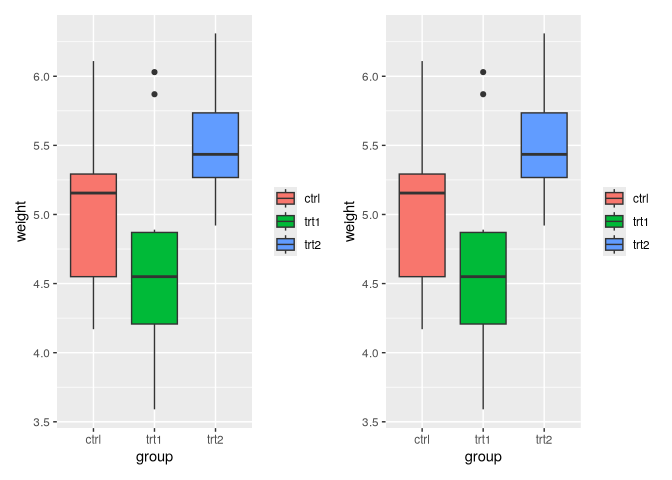 weight
6.0
5.5
5.0
4.5
4.0
3.5
ctrl trt1 trt2
group
ctrl
trt1
trt2
weight
6.0
5.5
5.0
4.5
4.0
3.5
ctrl trt1 trt2
group
ctrl
trt1
trt2